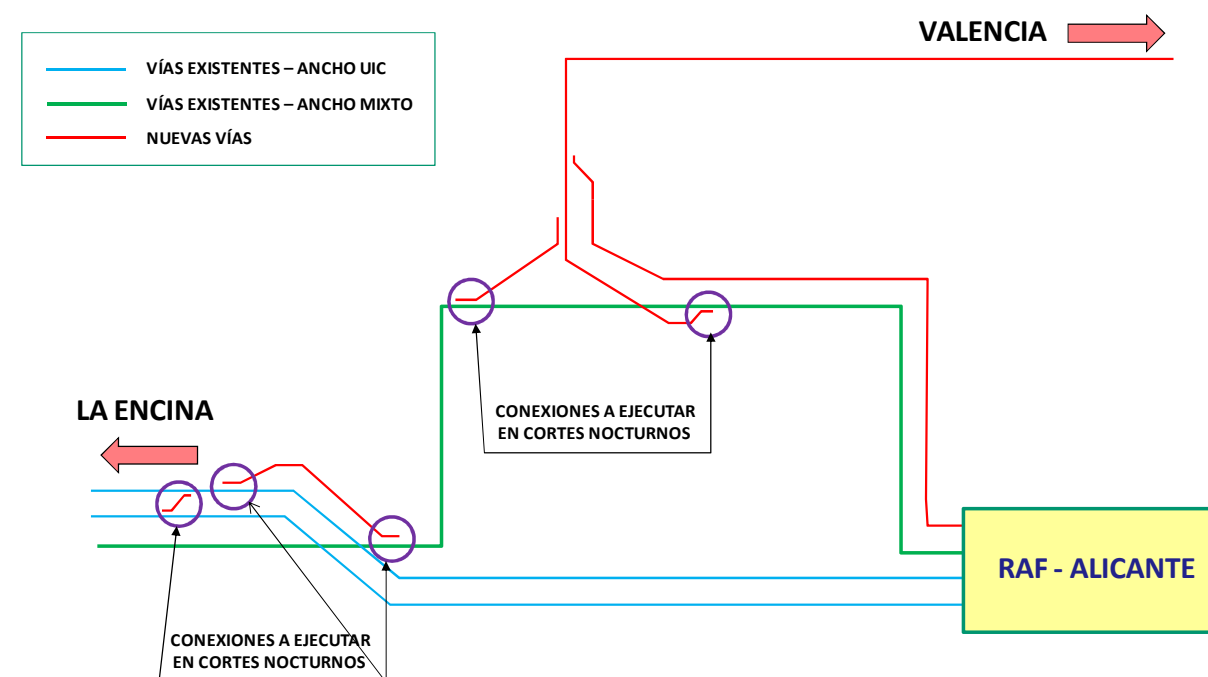 VALENCIA
VÍAS EXISTENTES – ANCHO UIC
VÍAS EXISTENTES – ANCHO MIXTO
NUEVAS VÍAS
CONEXIONES A EJECUTAR
EN CORTES NOCTURNOS
LA ENCINA
RAF - ALICANTE
CONEXIONES A EJECUTAR
EN CORTES NOCTURNOS